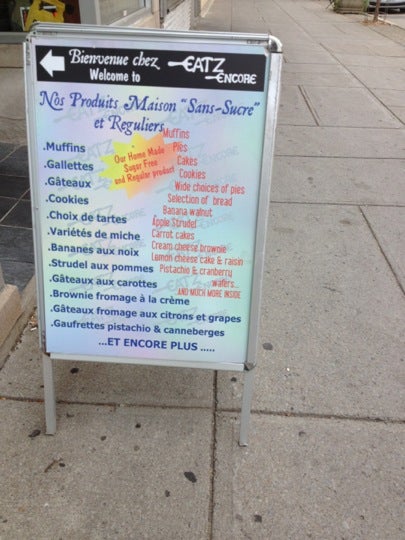 Bienvenue chez EATZ
Welcome to ENCORE
Nos Produits Maison "Sans-Sucre"
et Reguliers
Our Home Made
Sugar Free
and Regular product
.Muffins
.Gallettes
.Gâteaux
.Cookies
.Choix de tartes
.Variétés de miche
.Bananes aux noix
.Strudel aux pommes
.Gâteaux aux carottes
.Brownie fromage à la crème
.Gâteaux fromage aux citrons et grapes
.Gaufrettes pistachio & canneberges
...ET ENCORE PLUS .....
Muffins
Pies
Cakes
Cookies
Wide choices of pies
Selection of bread
Banana walnut
Apple Strudel
Carrot cakes
Cream cheese brownie
Lemon cheese cake & raisin
Pistachio & cranberry
wafers...
AND MUCH MORE INSIDE